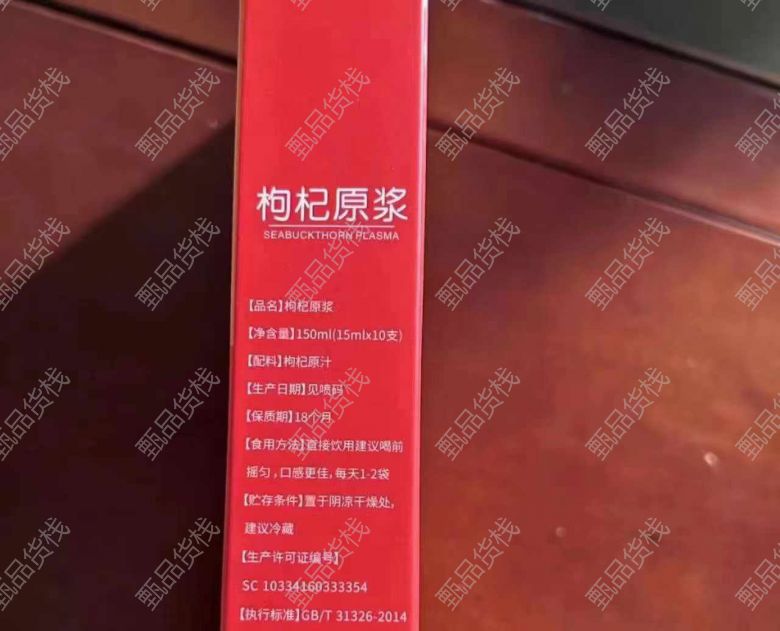 枸杞原浆
SEABUCKTHORN PLASMA
【品名】枸杞原浆
【净含量】150ml(15mlx10支)
【配料】枸杞原汁
【生产日期】见喷码
【保质期】18个月
【食用方法】直接饮用建议喝前
摇匀,口感更佳,每天1-2袋
【贮存条件】置于阴凉干燥处,
建议冷藏
【生产许可证编号】
SC 10334160333354
【执行标准】GB/T 31326-2014
甄品货栈